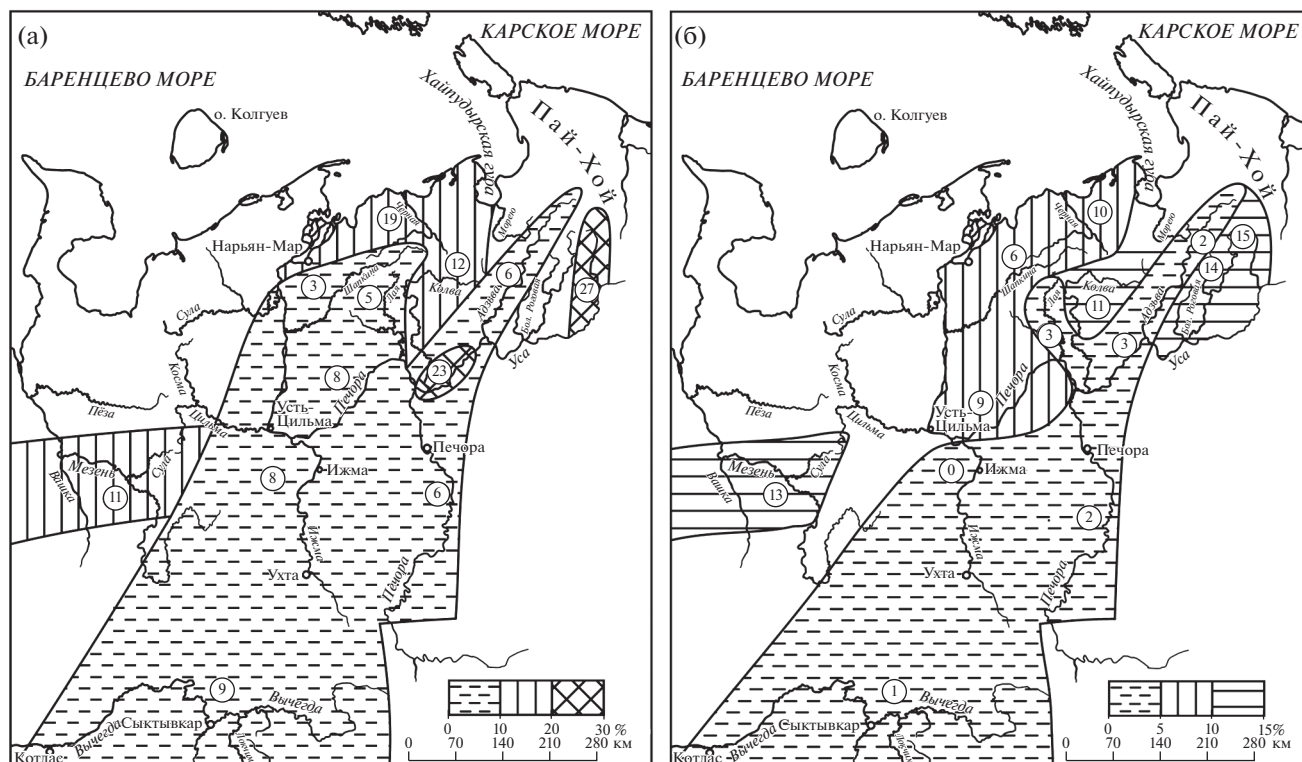 (а)
КАРСКОЕ МОРЕ
БАРЕНЦЕВО МОРЕ
о. Колгуев
Хайпудырская губа
Пай-Хой
19
Чёрная
Морею
Нарьян-Мар
12
6
3
Шапкина
5
Лая
Колва
Адзьва
Бол. Роговая
27
Сула
Уса
23
Косма
8
Печора
Пёза
Цильма
Усть-
Цильма
Печора
Мезень
Сула
Вашка
11
8
Ижма
6
Ижма
Ухта
Печора
9
Вычегда
Вычегда
Сыктывкар
Котлас
0 10 20 30 %
0 70 140 210 280 км
(б)
КАРСКОЕ МОРЕ
БАРЕНЦЕВО МОРЕ
о. Колгуев
Хайпудырская губа
Пай-Хой
10
Чёрная
Морею
Нарьян-Мар
6
2
15
14
Шапкина
Лая
Колва
11
Адзьва
Бол. Роговая
Сула
3
3
Уса
Косма
9
Печора
Пёза
Цильма
Усть-
Цильма
Печора
Мезень
Сула
Вашка
13
0
Ижма
2
Ижма
Ухта
Печора
1
Вычегда
Вычегда
Сыктывкар
Котлас
0 5 10 15%
0 70 140 210 280 км